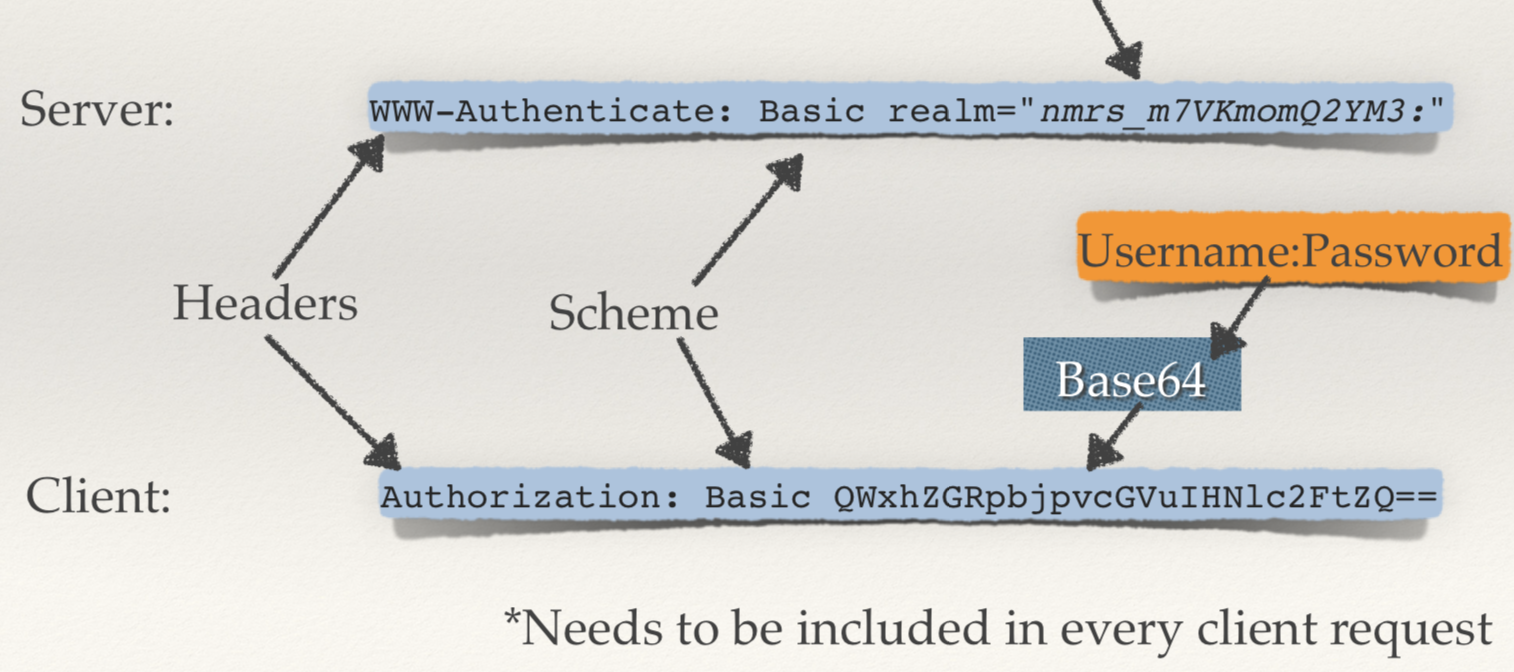 Server:
WWW-Authenticate: Basic realm="nmrs_m7VKmomQ2YM3:"
Username:Password
Headers
Scheme
Base64
Client:
Authorization: Basic QWxhZGRpbjpvcGVuIHNlc2FtZQ==
*Needs to be included in every client request